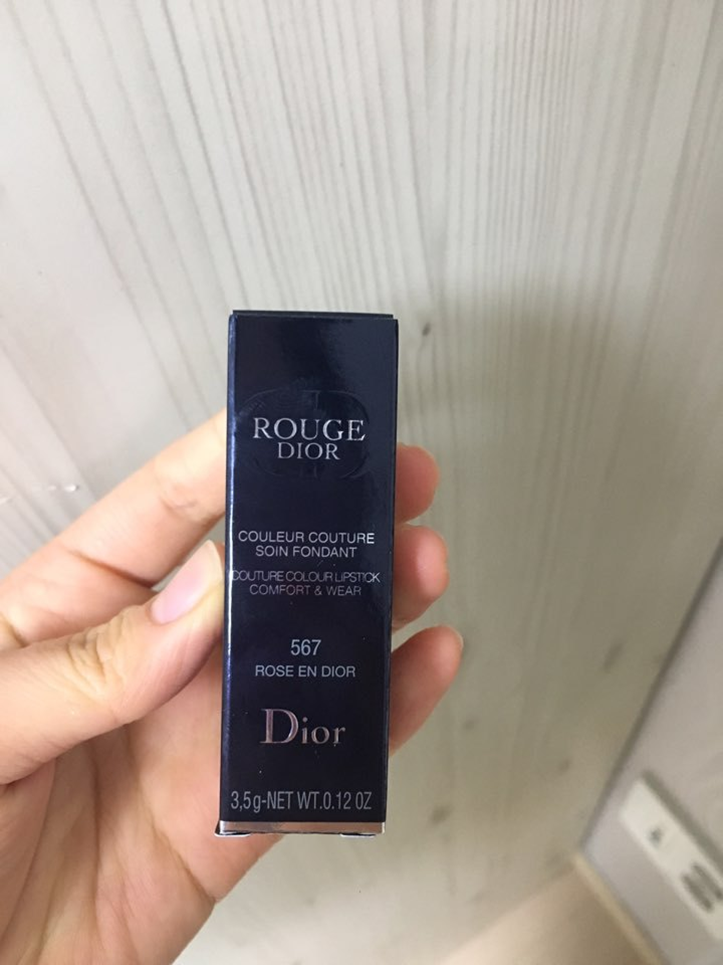 ROUGE
DIOR
COULEUR COUTURE
SOIN FONDANT
COUTURE COLOUR LIPSTICK
COMFORT & WEAR
567
ROSE EN DIOR
Dior
3,5g-NET WT.0.12 OZ